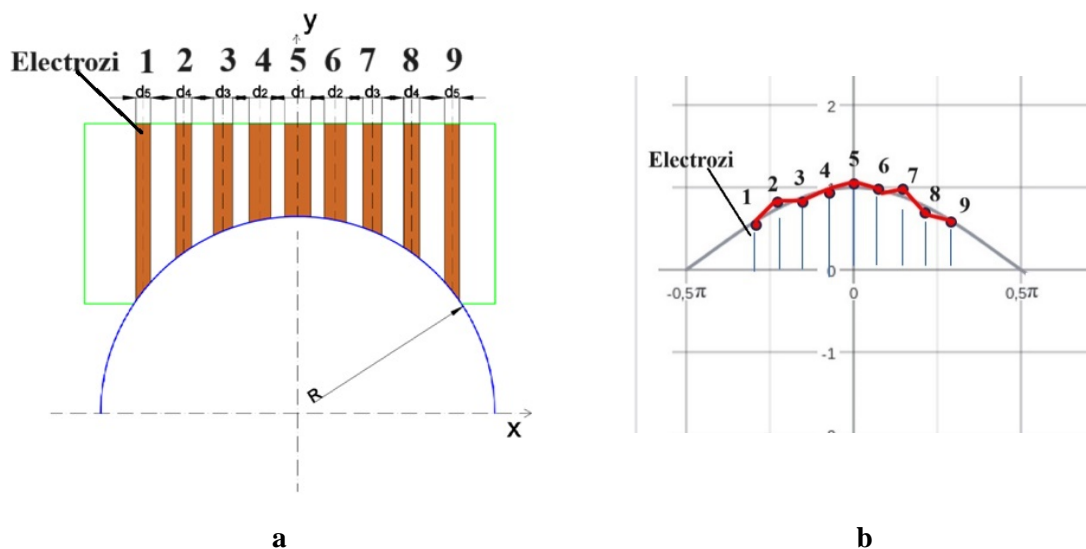 y
Electrozi 1 2 3 4 5 6 7 8 9
d5 d4 d3 d2 d1 d2 d3 d4 d5
R
x
a
2
Electrozi
1 2 3 4 5 6 7 8 9
0
-0,5π 0 0,5π
-1
b